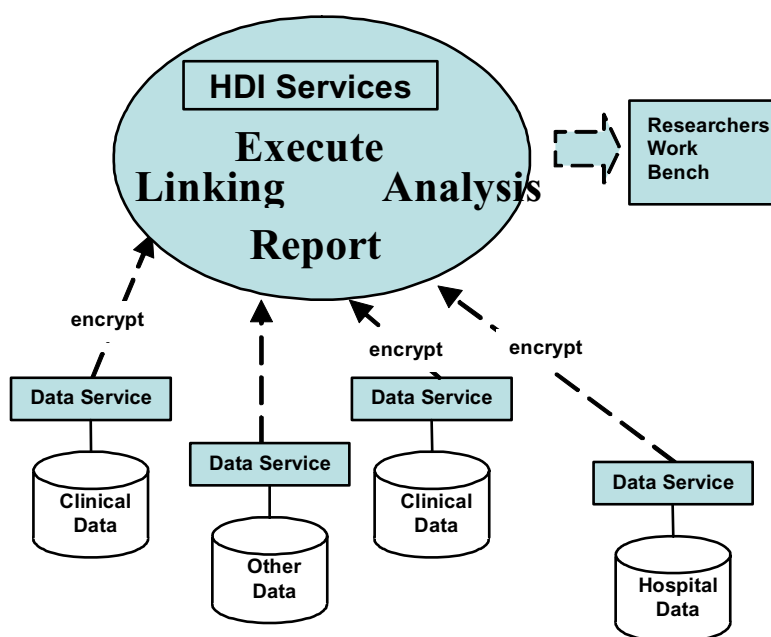 HDI Services
Execute
Linking Analysis
Report
Researchers
Work
Bench
encrypt
encrypt
encrypt
Data Service
Clinical
Data
Data Service
Other
Data
Data Service
Clinical
Data
Data Service
Hospital
Data